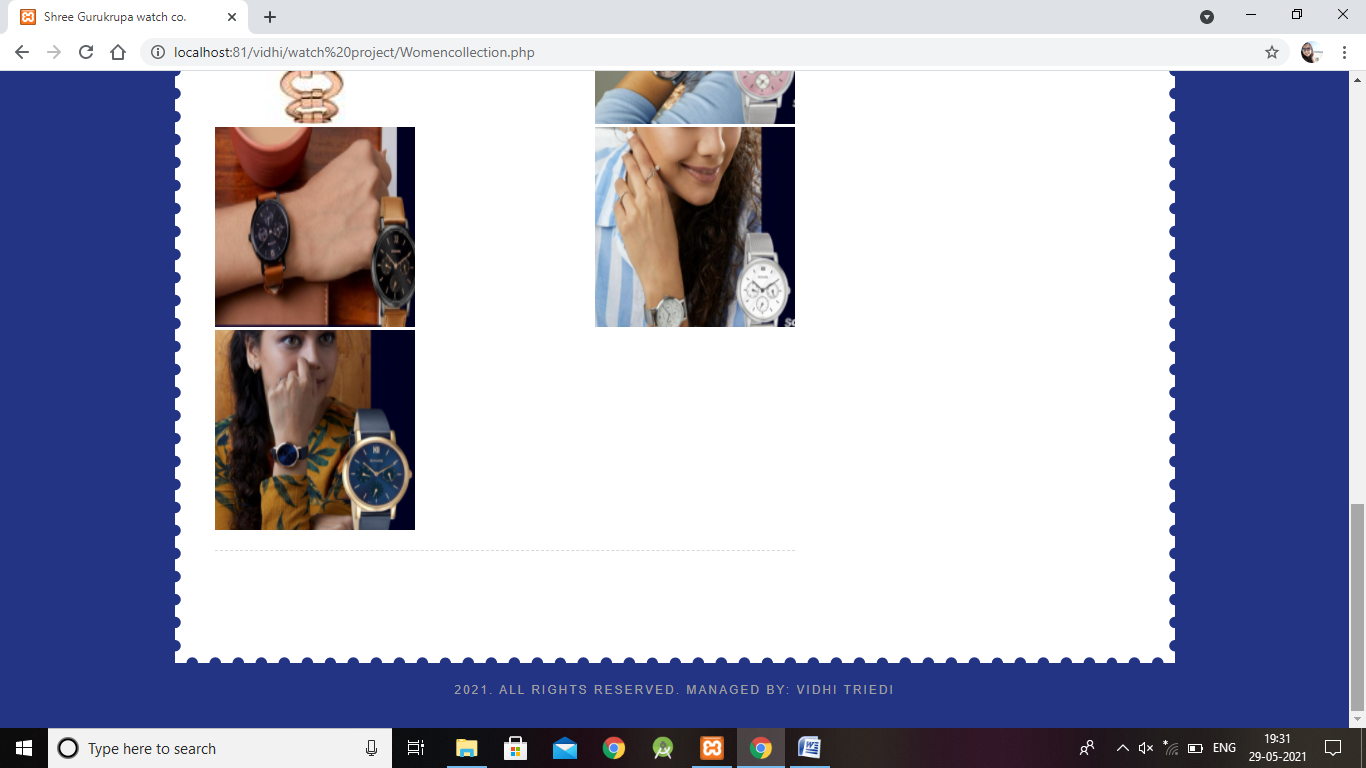 Shree Gurukrupa watch co.
localhost:81/vidhi/watch%20project/Womencollection.php
2021. ALL RIGHTS RESERVED. MANAGED BY: VIDHI TRIEDI
Type here to search
ENG
19:31
29-05-2021